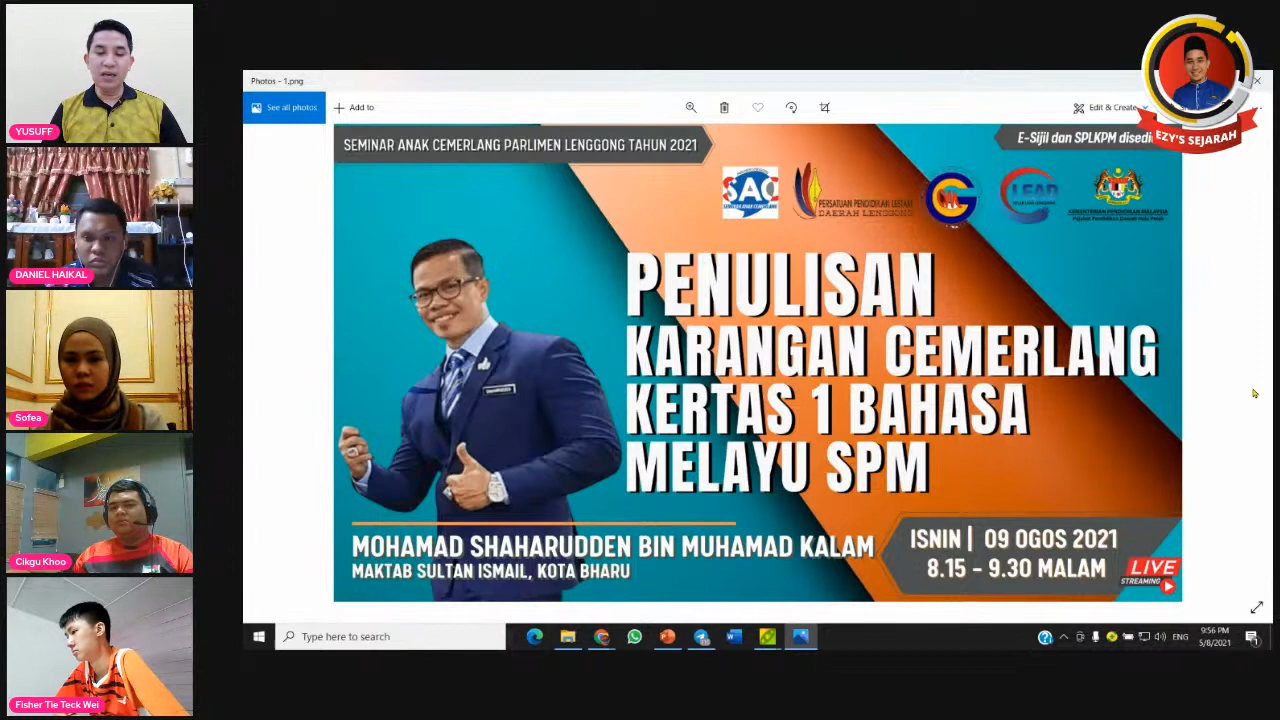 YUSUFF
DANIEL HAIKAL
Sofea
Cikgu Khoo
Fisher Tie Teck Wei
EZY'S SEJARAH
Photos - 1.png
See all photos
Add to
Edit & Create
SEMINAR ANAK CEMERLANG PARLIMEN LENGGONG TAHUN 2021
E-Sijil dan SPLKPM
SAC
PERSATUAN PENDIDIKAN LESTARI
DAERAH LENGGONG
LEAD
KEMENTERIAN PENDIDIKAN MALAYSIA
PENULISAN
KARANGAN CEMERLANG
KERTAS 1 BAHASA
MELAYU SPM
MOHAMAD SHAHARUDDEN BIN MUHAMAD KALAM
MAKTAB SULTAN ISMAIL, KOTA BHARU
ISNIN | 09 OGOS 2021
8.15 - 9.30 MALAM
LIVE
STREAMING
Type here to search
ENG
9:56 PM
5/8/2021